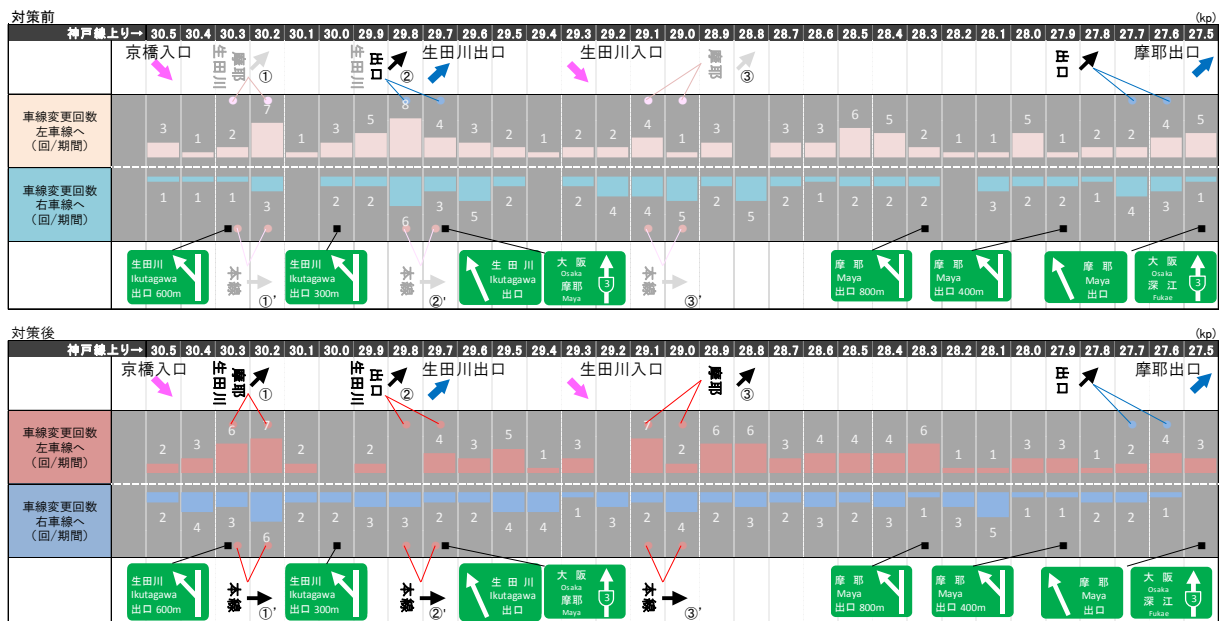 対策前
(kp)
神戸線上り→ 30.5 30.4 30.3 30.2 30.1 30.0 29.9 29.8 29.7 29.6 29.5 29.4 29.3 29.2 29.1 29.0 28.9 28.8 28.7 28.6 28.5 28.4 28.3 28.2 28.1 28.0 27.9 27.8 27.7 27.6 27.5
京橋入口 生田川 摩耶 ① 生田川 出口 ② 生田川出口 生田川入口 摩耶 ③ 出口 摩耶出口
車線変更回数
左車線へ
(回/期間)
3 1 2 7 1 3 5 8 4 3 2 1 2 2 4 1 3 3 3 6 5 2 1 1 5 1 2 2 4 5
車線変更回数
右車線へ
(回/期間)
1 1 1 3 2 2 6 3 5 2 2 4 4 5 2 5 2 1 2 2 2 3 2 2 1 4 3 1
生田川
Ikutagawa
出口 600m
本線 ①'
生田川
Ikutagawa
出口 300m
本線 ②'
生田川
Ikutagawa
出口
大阪
Osaka
摩耶
Maya
3
本線 ③'
摩耶
Maya
出口 800m
摩耶
Maya
出口 400m
摩耶
Maya
出口
大阪
Osaka
深江
Fukae
3
対策後
(kp)
神戸線上り→ 30.5 30.4 30.3 30.2 30.1 30.0 29.9 29.8 29.7 29.6 29.5 29.4 29.3 29.2 29.1 29.0 28.9 28.8 28.7 28.6 28.5 28.4 28.3 28.2 28.1 28.0 27.9 27.8 27.7 27.6 27.5
京橋入口 生田川 摩耶 ① 生田川 出口 ② 生田川出口 生田川入口 摩耶 ③ 出口 摩耶出口
車線変更回数
左車線へ
(回/期間)
2 3 6 7 2 2 4 3 5 1 3 7 2 6 6 3 4 4 4 6 1 1 3 3 1 2 4 3
車線変更回数
右車線へ
(回/期間)
2 4 3 6 2 2 3 3 2 2 4 4 1 3 2 4 2 2 2 3 2 3 1 3 5 1 1 2 2 1
生田川
Ikutagawa
出口 600m
本線 ①'
生田川
Ikutagawa
出口 300m
本線 ②'
生田川
Ikutagawa
出口
大阪
Osaka
摩耶
Maya
3
本線 ③'
摩耶
Maya
出口 800m
摩耶
Maya
出口 400m
摩耶
Maya
出口
大阪
Osaka
深江
Fukae
3